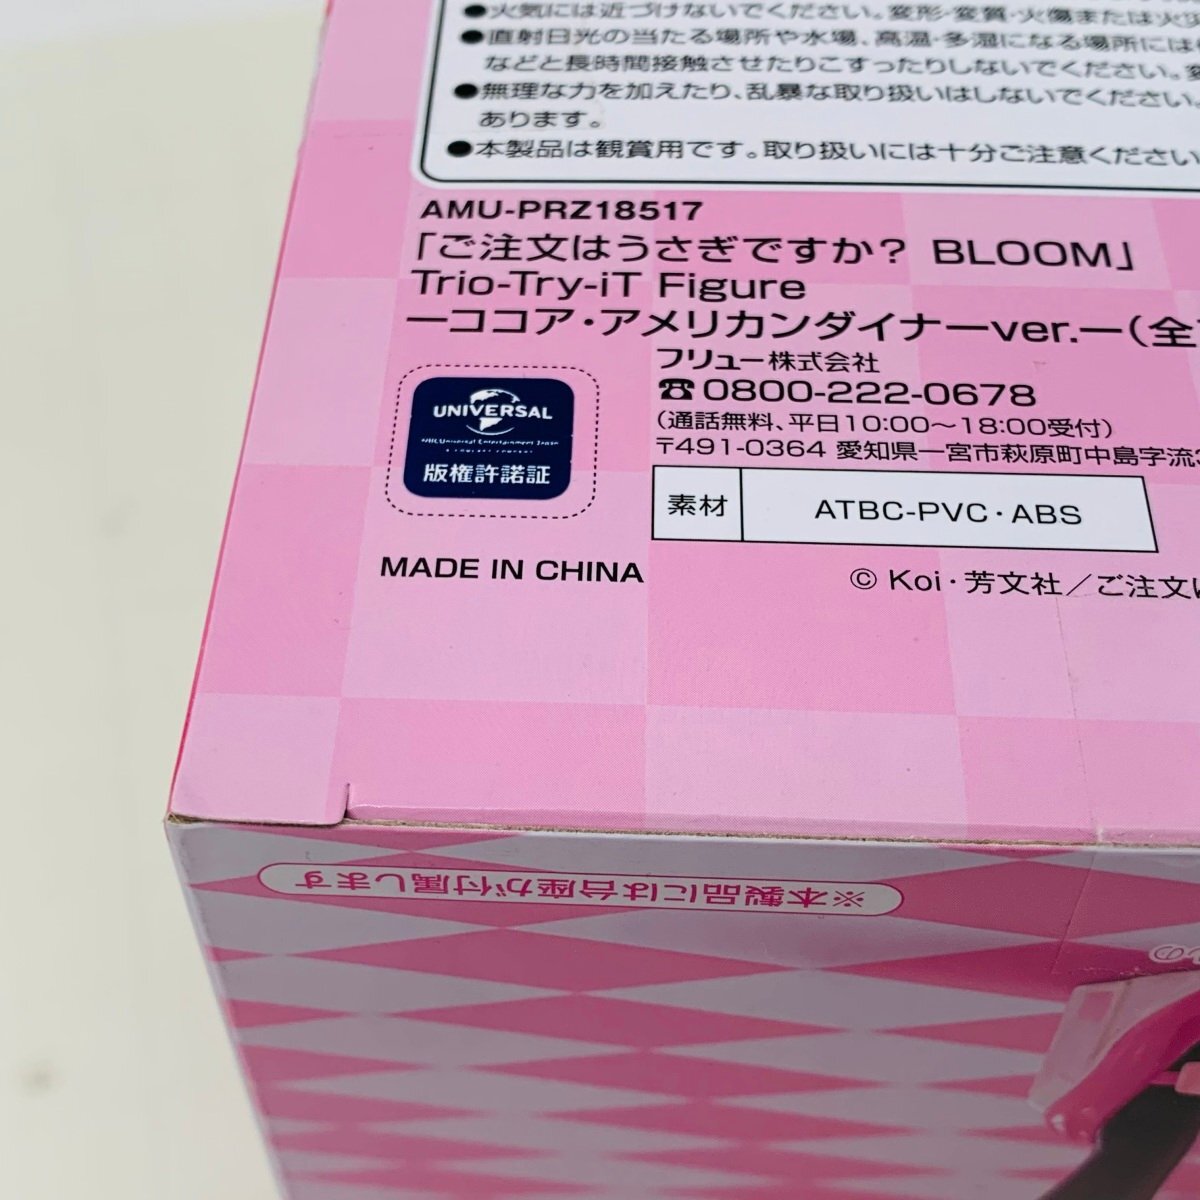 ●火気には近づけないでください。変形・変質・火傷または火災
●直射日光の当たる場所や水場、高温・多湿になる場所には
などと長時間接触させたりこすったりしないでください。
●無理な力を加えたり、乱暴な取り扱いはしないでください。
あります。
●本製品は観賞用です。取り扱いには十分ご注意ください
AMU-PRZ18517
「ご注文はうさぎですか？ BLOOM」
Trio-Try-iT Figure
ーココア・アメリカンダイナーver.ー(全
フリュー株式会社
☎0800-222-0678
(通話無料、平日10:00～18:00受付)
〒491-0364 愛知県一宮市萩原町中島字流
UNIVERSAL
NBCUniversal Entertainment Japan
版権許諾証
素材 ATBC-PVC・ABS
MADE IN CHINA
© Koi・芳文社／ご注文は
※本製品には台座が付属します